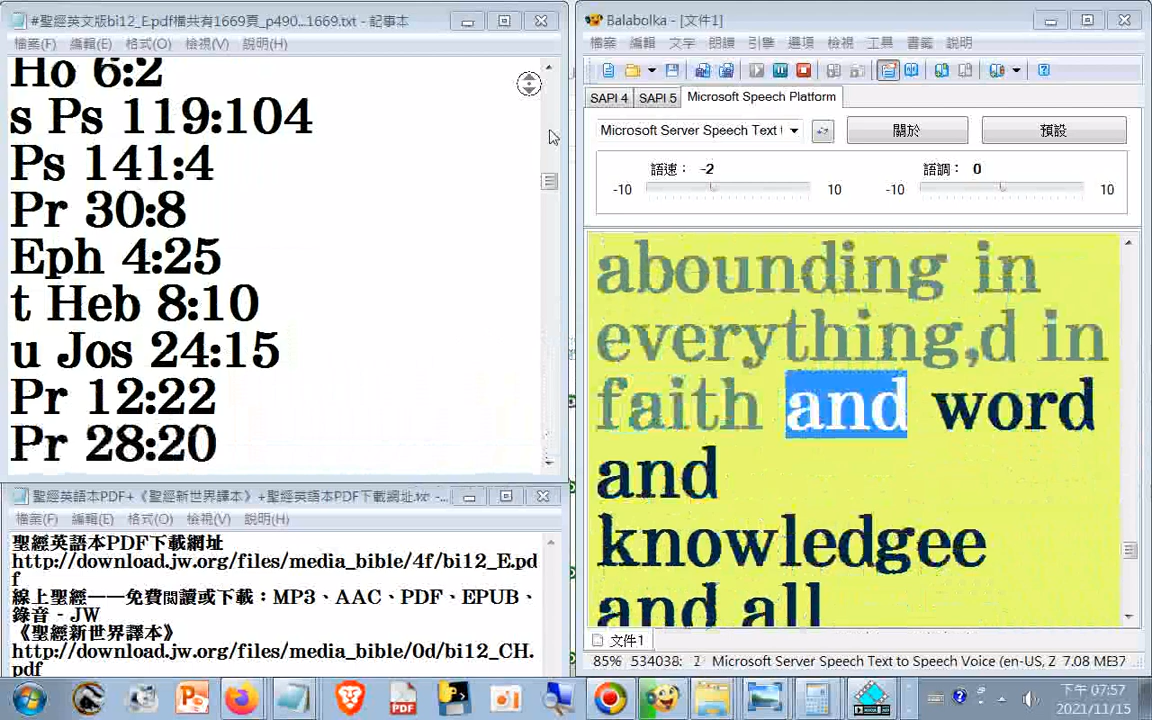 #聖經英文版bi12_E.pdf檔共有1669頁_p490...1669.txt - 記事本
檔案(F) 編輯(E) 格式(O) 檢視(V) 說明(H)
Ho 6:2
s Ps 119:104
Ps 141:4
Pr 30:8
Eph 4:25
t Heb 8:10
u Jos 24:15
Pr 12:22
Pr 28:20
聖經英語本PDF+《聖經新世界譯本》+聖經英語本PDF下載網址.txt -...
檔案(F) 編輯(E) 格式(O) 檢視(V) 說明(H)
聖經英語本PDF下載網址
http://download.jw.org/files/media_bible/4f/bi12_E.pd
f
線上聖經——免費閱讀或下載：MP3、AAC、PDF、EPUB、
錄音 - JW
《聖經新世界譯本》
http://download.jw.org/files/media_bible/0d/bi12_CH.
pdf
Balabolka - [文件1]
檔案 編輯 文字 朗讀 引擎 選項 檢視 工具 書籤 說明
SAPI 4 SAPI 5 Microsoft Speech Platform
Microsoft Server Speech Text 關於 預設
語速： -2 語調： 0
-10 10 -10 10
abounding in
everything,d in
faith and word
and
knowledgee
and all
文件1
85% 534038: Microsoft Server Speech Text to Speech Voice (en-US, Z 7.08 MB
下午 07:57
2021/11/15